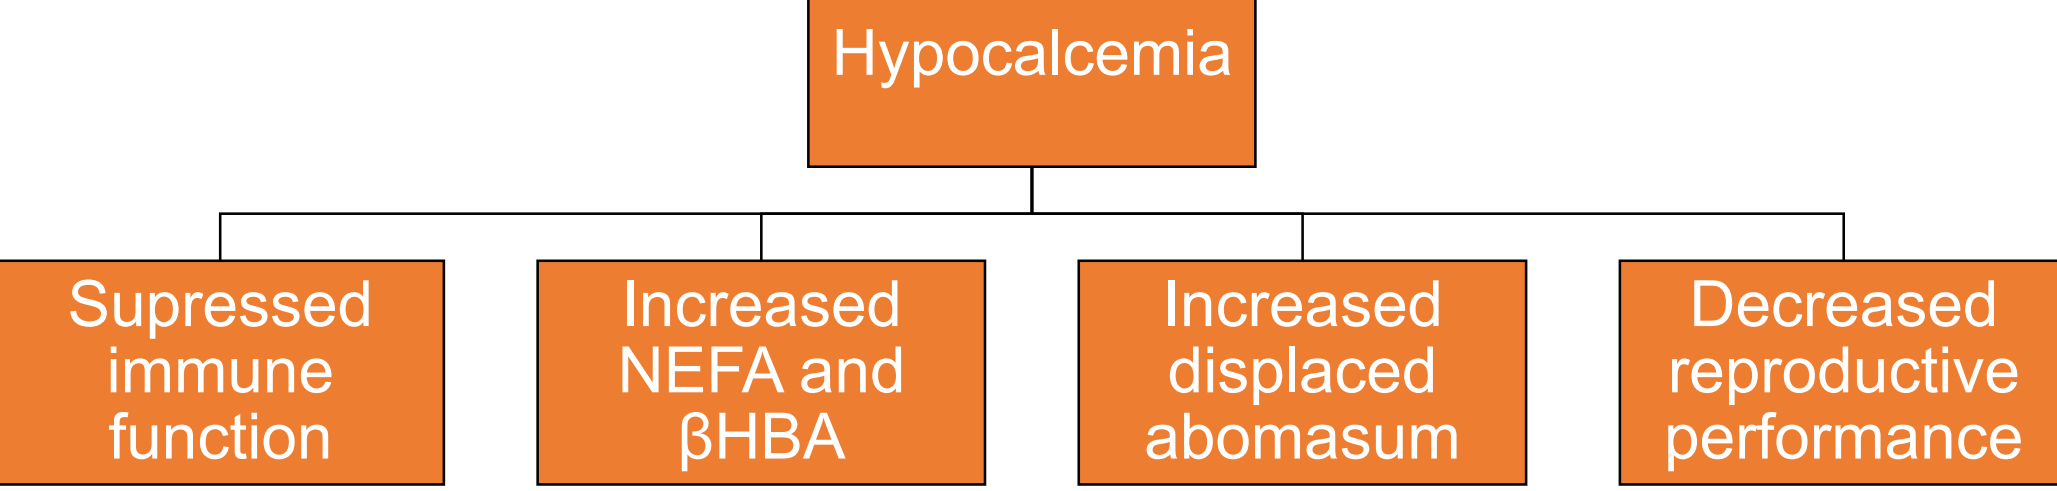 Hypocalcemia
Supressed
immune
function
Increased
NEFA and
βHBA
Increased
displaced
abomasum
Decreased
reproductive
performance